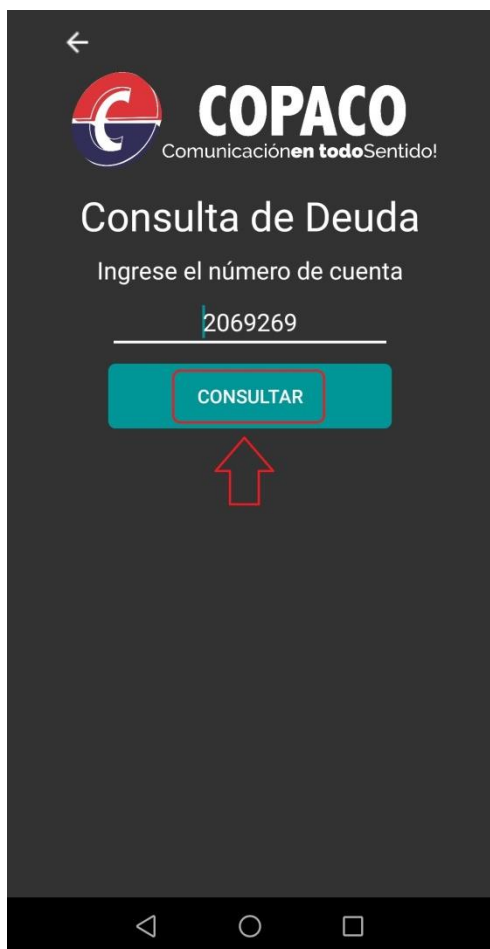 COPACO
Comunicaciónen todoSentido!
Consulta de Deuda
Ingrese el número de cuenta
2069269
CONSULTAR